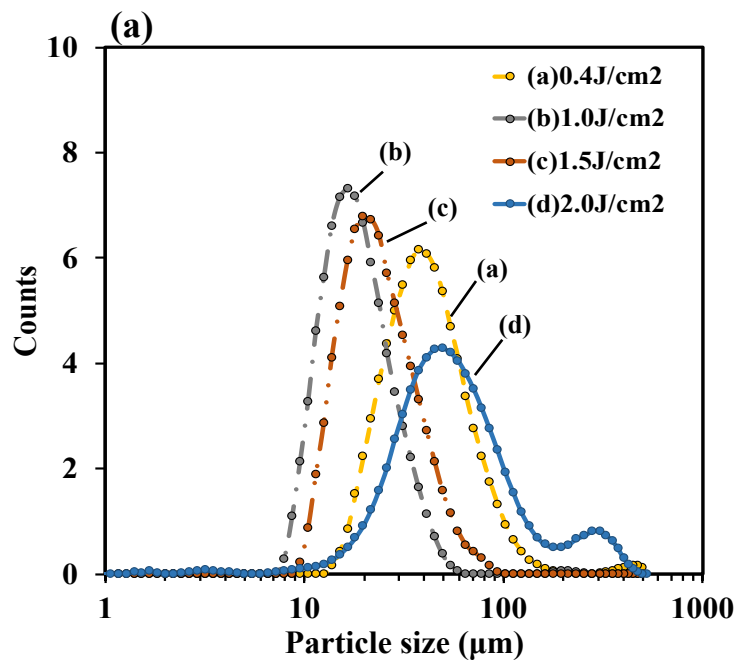 (a)
10
8
6
4
2
0
Counts
(a)0.4J/cm2
(b)1.0J/cm2
(c)1.5J/cm2
(d)2.0J/cm2
(b)
(c)
(a)
(d)
1 10 100 1000
Particle size (μm)